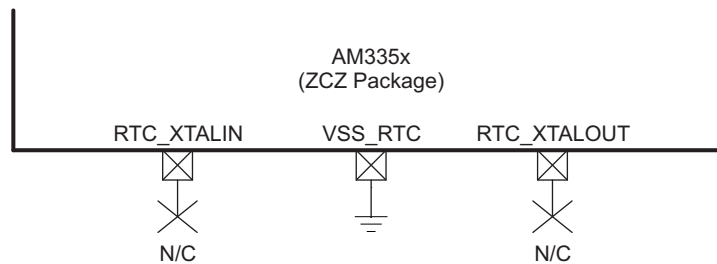 AM335x
(ZCZ Package)
RTC_XTALIN VSS_RTC RTC_XTALOUT
N/C N/C